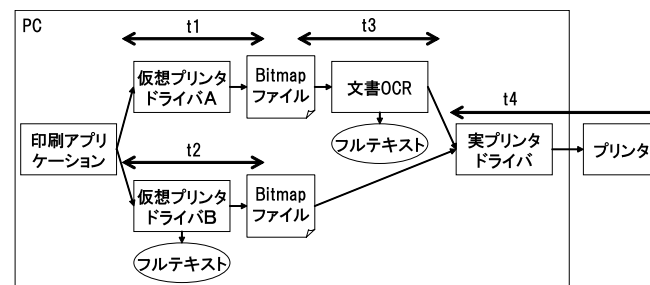 PC
t1
t3
仮想プリンタ
ドライバA
Bitmap
ファイル
文書OCR
t4
フルテキスト
印刷アプリ
ケーション
実プリンタ
ドライバ
プリンタ
t2
仮想プリンタ
ドライバB
Bitmap
ファイル
フルテキスト